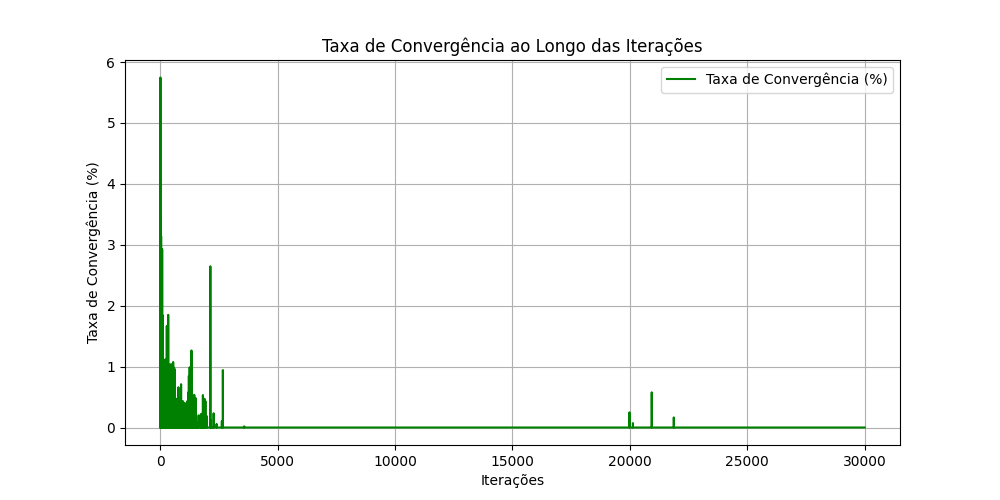 Taxa de Convergência ao Longo das Iterações
Taxa de Convergência (%)
Taxa de Convergência (%)
6
5
4
3
2
1
0
0 5000 10000 15000 20000 25000 30000
Iterações